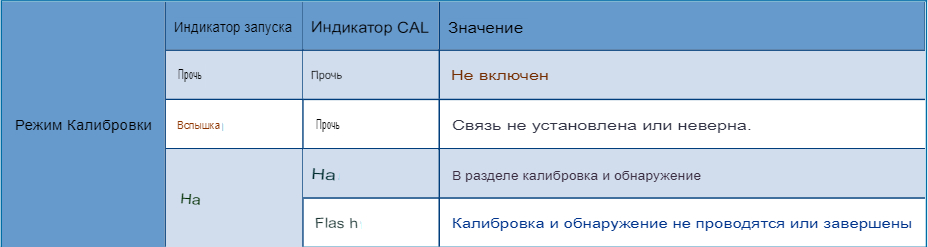 Индикатор запуска Индикатор CAL Значение
Прочь Прочь Не включен
Режим Калибровки Вспышка Прочь Связь не установлена или неверна.
На На В разделе калибровка и обнаружение
Flas h Калибровка и обнаружение не проводятся или завершены